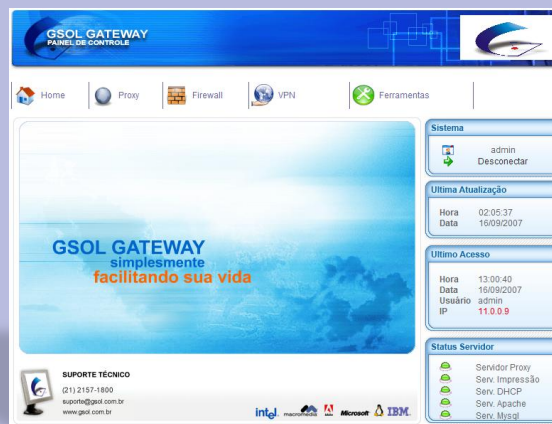 GSOL GATEWAY
PAINEL DE CONTROLE
Home
Proxy
Firewall
VPN
Ferramentas
GSOL GATEWAY
simplesmente
facilitando sua vida
Sistema
admin
Desconectar
Ultima Atualização
Hora 02:05:37
Data 16/09/2007
Ultimo Acesso
Hora 13:00:40
Data 16/09/2007
Usuário admin
IP 11.0.0.9
Status Servidor
Servidor Proxy
Serv. Impressão
Serv. DHCP
Serv. Apache
Serv. Mysql
SUPORTE TÉCNICO
(21) 2157-1800
suporte@gsol.com.br
www.gsol.com.br
intel. macromedia Microsoft IBM